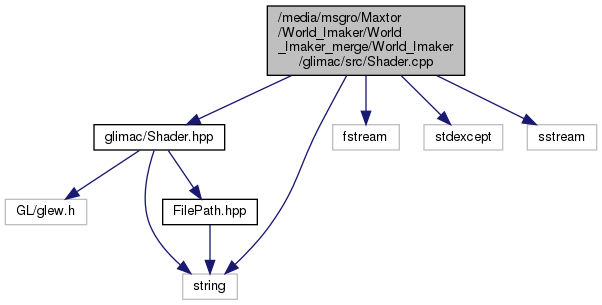 /media/msgro/Maxtor
/World_Imaker/World
_Imaker_merge/World_Imaker
/glimac/src/Shader.cpp
glimac/Shader.hpp
fstream
stdexcept
sstream
GL/glew.h
FilePath.hpp
string